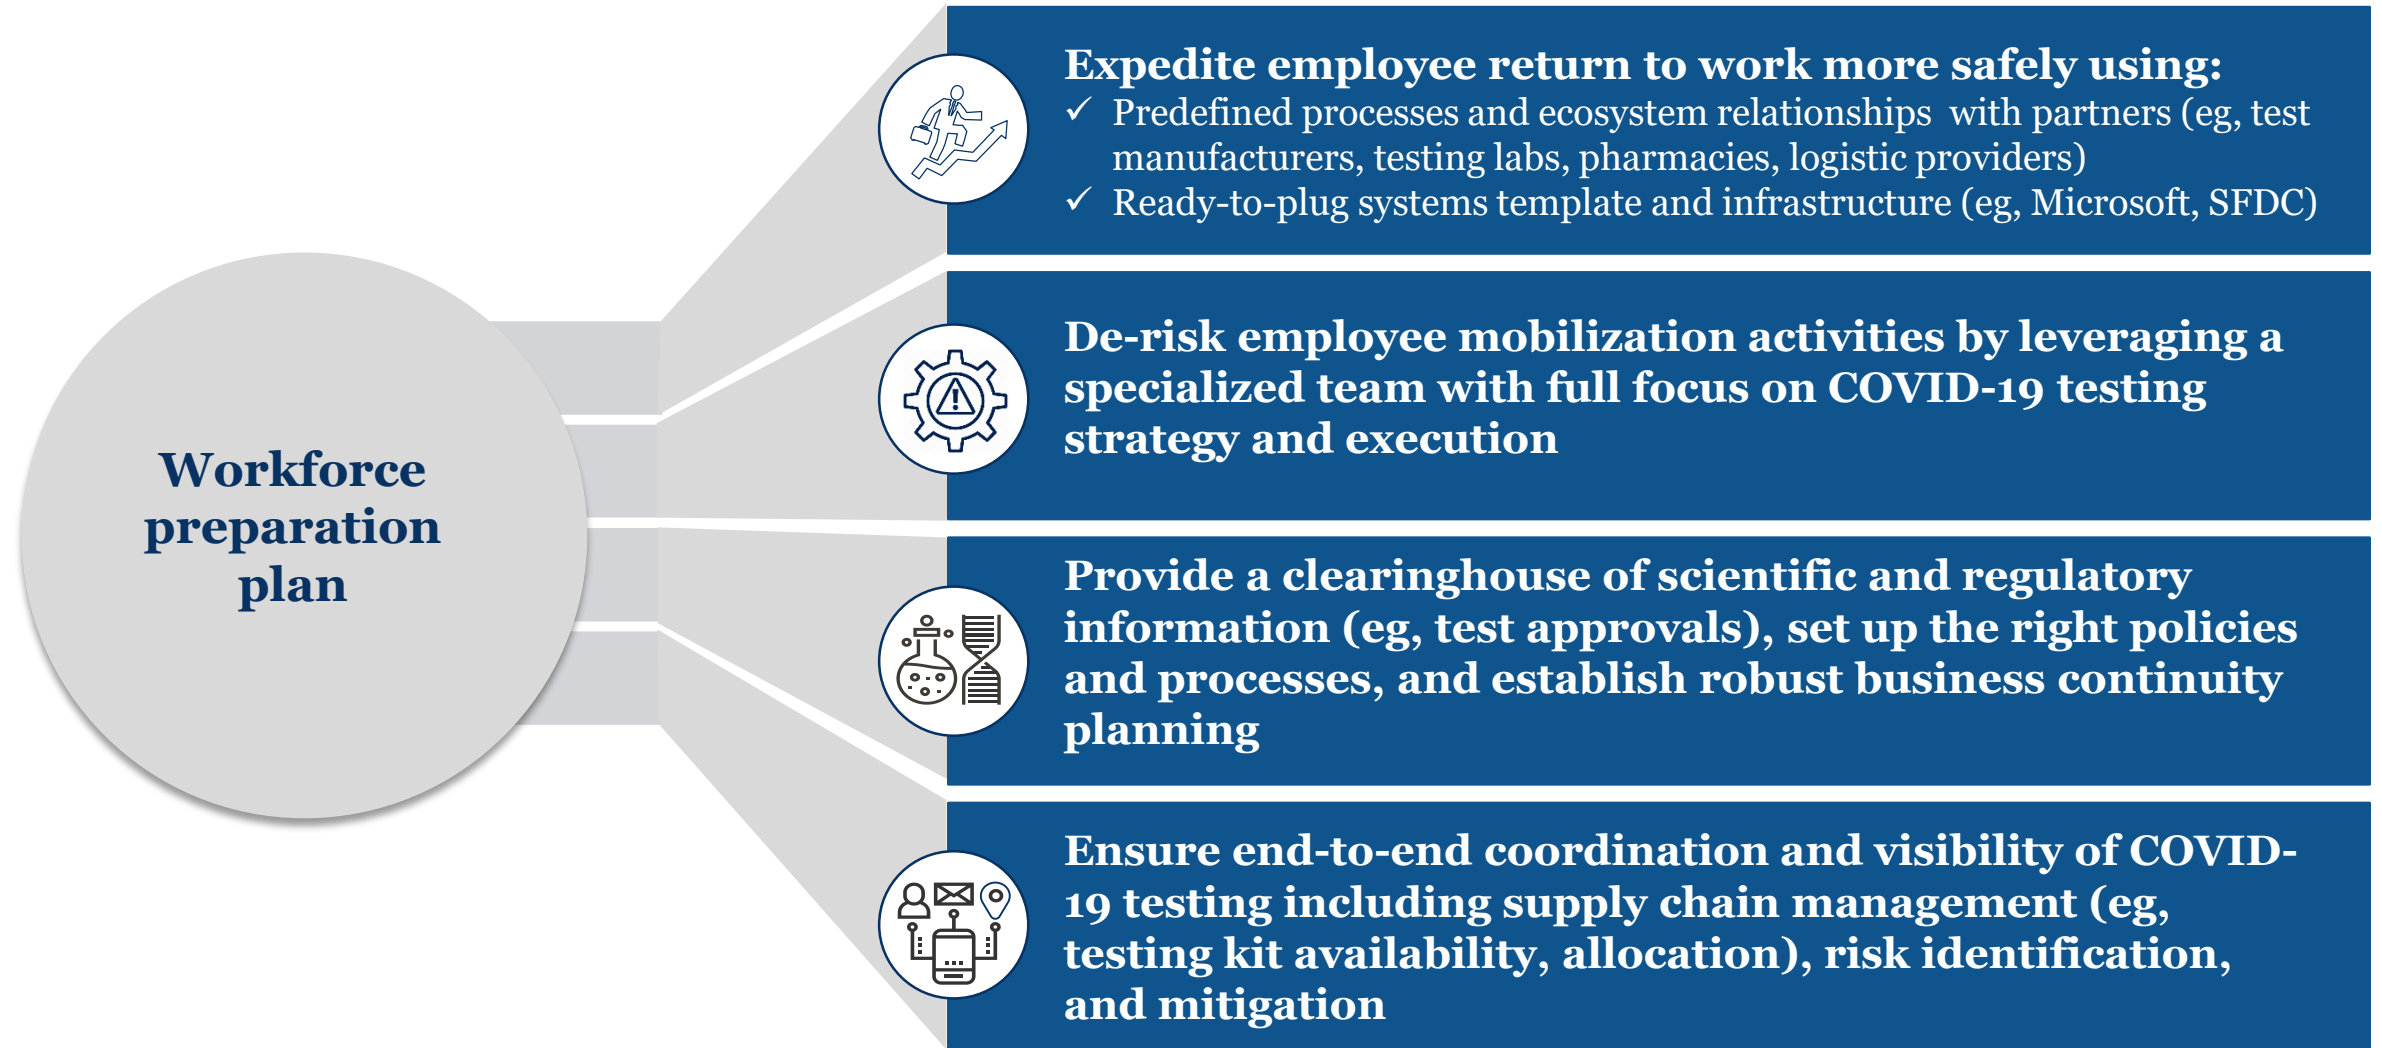 Workforce
preparation
plan
Expedite employee return to work more safely using:
✓ Predefined processes and ecosystem relationships with partners (eg, test
manufacturers, testing labs, pharmacies, logistic providers)
✓ Ready-to-plug systems template and infrastructure (eg, Microsoft, SFDC)
De-risk employee mobilization activities by leveraging a
specialized team with full focus on COVID-19 testing
strategy and execution
Provide a clearinghouse of scientific and regulatory
information (eg, test approvals), set up the right policies
and processes, and establish robust business continuity
planning
Ensure end-to-end coordination and visibility of COVID-
19 testing including supply chain management (eg,
testing kit availability, allocation), risk identification,
and mitigation